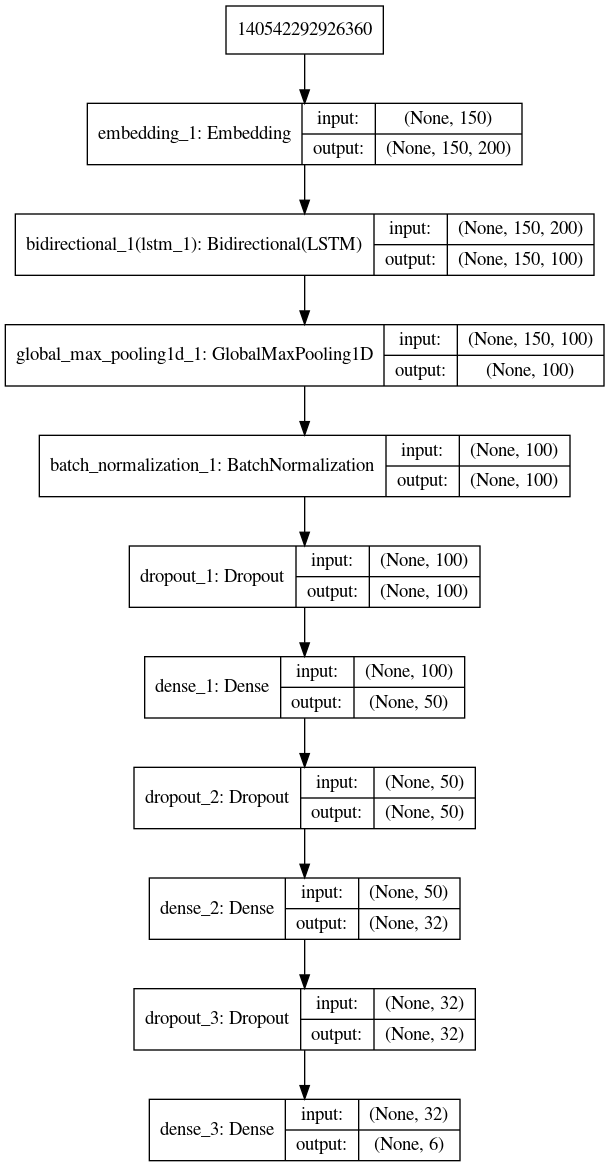 140542292926360
embedding_1: Embedding
input: (None, 150)
output: (None, 150, 200)
bidirectional_1(lstm_1): Bidirectional(LSTM)
input: (None, 150, 200)
output: (None, 150, 100)
global_max_pooling1d_1: GlobalMaxPooling1D
input: (None, 150, 100)
output: (None, 100)
batch_normalization_1: BatchNormalization
input: (None, 100)
output: (None, 100)
dropout_1: Dropout
input: (None, 100)
output: (None, 100)
dense_1: Dense
input: (None, 100)
output: (None, 50)
dropout_2: Dropout
input: (None, 50)
output: (None, 50)
dense_2: Dense
input: (None, 50)
output: (None, 32)
dropout_3: Dropout
input: (None, 32)
output: (None, 32)
dense_3: Dense
input: (None, 32)
output: (None, 6)